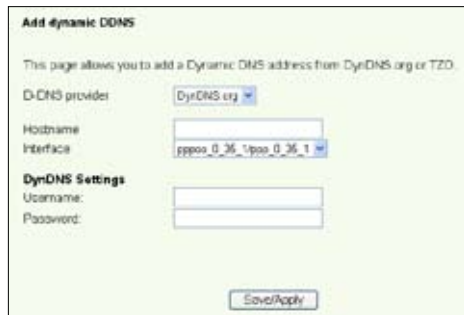 Add dynamic DDNS
This page allows you to add a Dynamic DNS address from DynDNS.org or TZO.
D-DNS provider DynDNS.org
Hostname
Interface pppoe_0_35_1/ppp_0_35_1
DynDNS Settings
Username:
Password:
Save/Apply